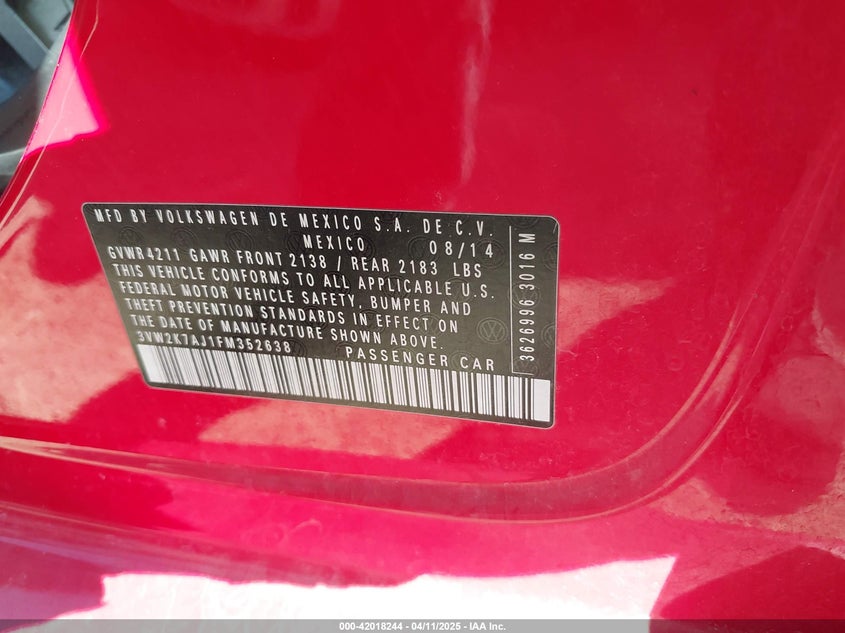 MFD BY VOLKSWAGEN DE MEXICO S.A. DE C.V.
MEXICO 08/14
GVWR 4211 GAWR FRONT 2138 / REAR 2183 LBS
THIS VEHICLE CONFORMS TO ALL APPLICABLE U.S.
FEDERAL MOTOR VEHICLE SAFETY, BUMPER AND
THEFT PREVENTION STANDARDS IN EFFECT ON
THE DATE OF MANUFACTURE SHOWN ABOVE.
3VW2K7AJ1FM352638 PASSENGER CAR
3626996 3016 M
000-42018244 - 04/11/2025 - IAA Inc.